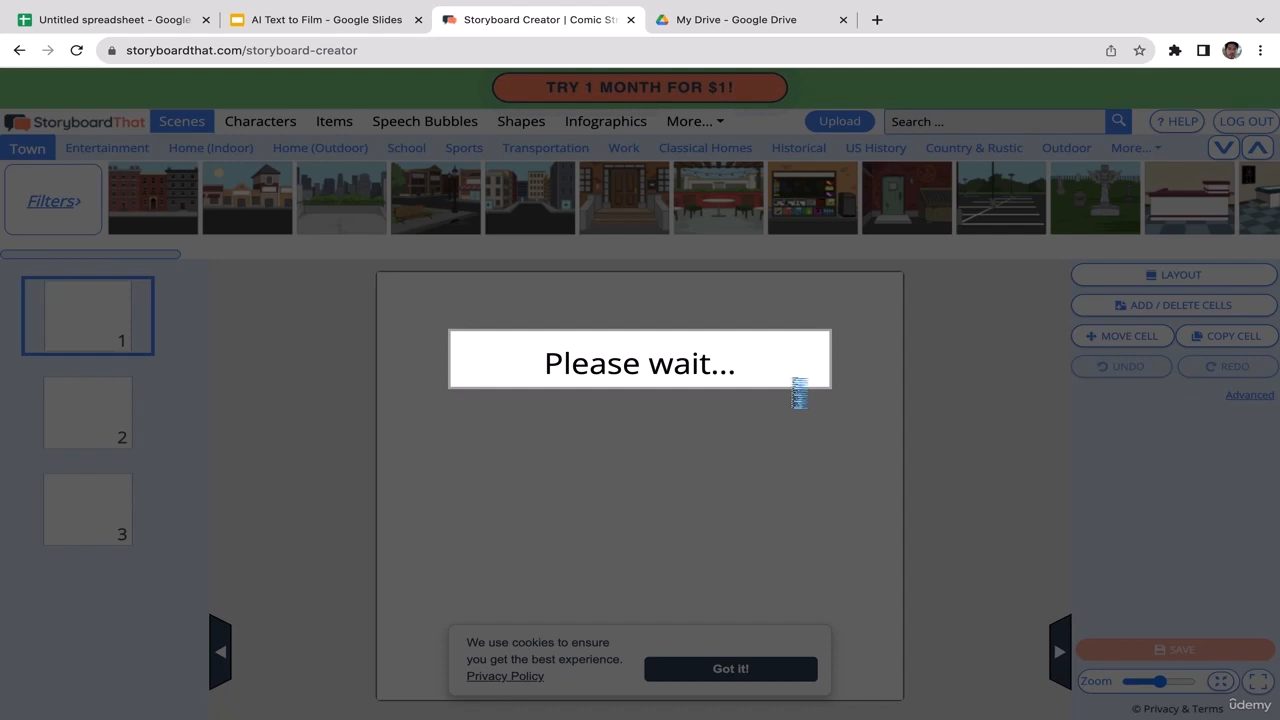 Untitled spreadsheet - Google
AI Text to Film - Google Slides
Storyboard Creator | Comic St
My Drive - Google Drive
storyboardthat.com/storyboard-creator
TRY 1 MONTH FOR $1!
StoryboardThat
Scenes
Characters
Items
Speech Bubbles
Shapes
Infographics
More...
Upload
Search ...
? HELP
LOG OUT
Town
Entertainment
Home (Indoor)
Home (Outdoor)
School
Sports
Transportation
Work
Classical Homes
Historical
US History
Country & Rustic
Outdoor
More...
Filters›
1
2
3
LAYOUT
ADD / DELETE CELLS
MOVE CELL
COPY CELL
UNDO
REDO
Advanced
Please wait...
We use cookies to ensure
you get the best experience.
Privacy Policy
Got it!
SAVE
Zoom
© Privacy & Terms
ûdemy